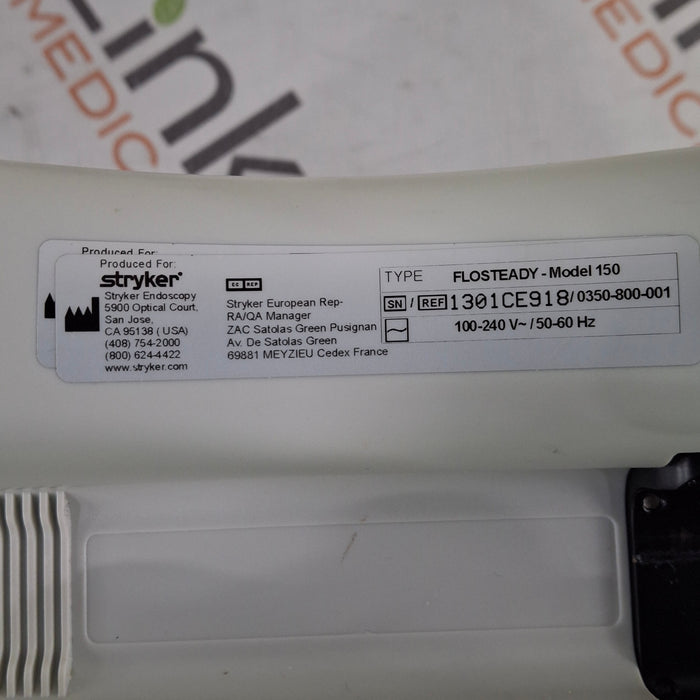 Link
MEDIC
MEDIC
Produced For:
Produced For:
stryker®
Stryker Endoscopy
5900 Optical Court,
San Jose,
CA 95138 ( USA)
(408) 754-2000
(800) 624-4422
www.stryker.com
EC REP
Stryker European Rep-
RA/QA Manager
ZAC Satolas Green Pusignan
Av. De Satolas Green
69881 MEYZIEU Cedex France
TYPE FLOSTEADY - Model 150
SN / REF 1301CE918 / 0350-800-001
100-240 V~ / 50-60 Hz